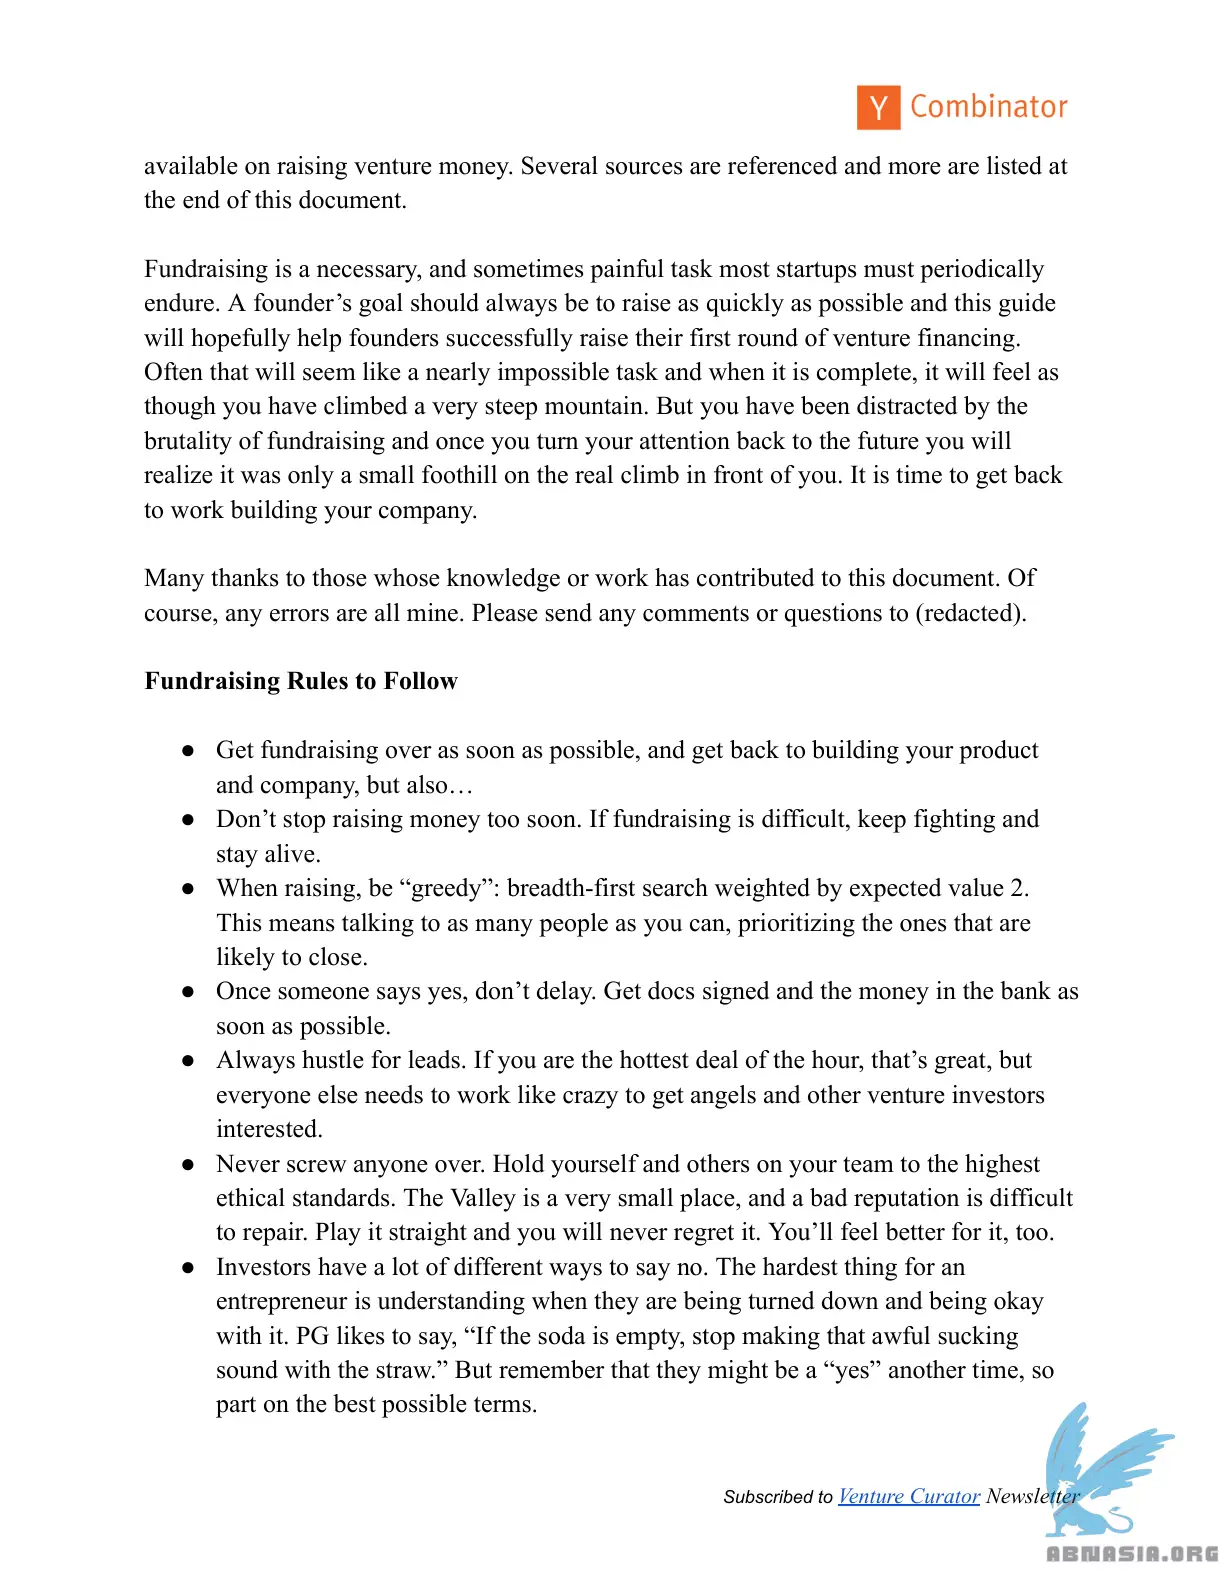 Y Combinator
available on raising venture money. Several sources are referenced and more are listed at
the end of this document.
Fundraising is a necessary, and sometimes painful task most startups must periodically
endure. A founder’s goal should always be to raise as quickly as possible and this guide
will hopefully help founders successfully raise their first round of venture financing.
Often that will seem like a nearly impossible task and when it is complete, it will feel as
though you have climbed a very steep mountain. But you have been distracted by the
brutality of fundraising and once you turn your attention back to the future you will
realize it was only a small foothill on the real climb in front of you. It is time to get back
to work building your company.
Many thanks to those whose knowledge or work has contributed to this document. Of
course, any errors are all mine. Please send any comments or questions to (redacted).
Fundraising Rules to Follow
● Get fundraising over as soon as possible, and get back to building your product
and company, but also…
● Don’t stop raising money too soon. If fundraising is difficult, keep fighting and
stay alive.
● When raising, be “greedy”: breadth-first search weighted by expected value 2.
This means talking to as many people as you can, prioritizing the ones that are
likely to close.
● Once someone says yes, don’t delay. Get docs signed and the money in the bank as
soon as possible.
● Always hustle for leads. If you are the hottest deal of the hour, that’s great, but
everyone else needs to work like crazy to get angels and other venture investors
interested.
● Never screw anyone over. Hold yourself and others on your team to the highest
ethical standards. The Valley is a very small place, and a bad reputation is difficult
to repair. Play it straight and you will never regret it. You’ll feel better for it, too.
● Investors have a lot of different ways to say no. The hardest thing for an
entrepreneur is understanding when they are being turned down and being okay
with it. PG likes to say, “If the soda is empty, stop making that awful sucking
sound with the straw.” But remember that they might be a “yes” another time, so
part on the best possible terms.
Subscribed to Venture Curator Newsletter
ABNASIA.ORG